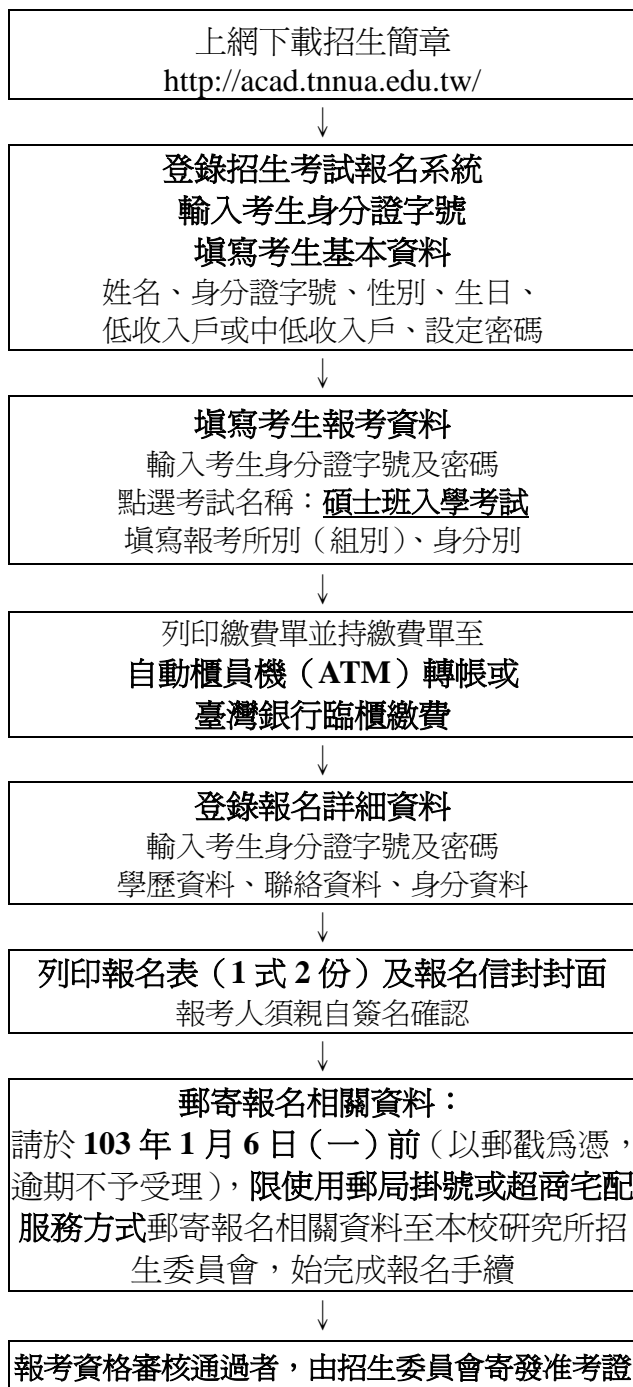 上網下載招生簡章
http://acad.tnnua.edu.tw/
↓
登錄招生考試報名系統
輸入考生身分證字號
填寫考生基本資料
姓名、身分證字號、性別、生日、
低收入戶或中低收入戶、設定密碼
↓
填寫考生報考資料
輸入考生身分證字號及密碼
點選考試名稱：碩士班入學考試
填寫報考所別（組別）、身分別
↓
列印繳費單並持繳費單至
自動櫃員機（ATM）轉帳或
臺灣銀行臨櫃繳費
↓
登錄報名詳細資料
輸入考生身分證字號及密碼
學歷資料、聯絡資料、身分資料
↓
列印報名表（1 式 2 份）及報名信封封面
報考人須親自簽名確認
↓
郵寄報名相關資料：
請於 103 年 1 月 6 日（一）前（以郵戳為憑，
逾期不予受理），限使用郵局掛號或超商宅配
服務方式郵寄報名相關資料至本校研究所招
生委員會，始完成報名手續
↓
報考資格審核通過者，由招生委員會寄發准考證